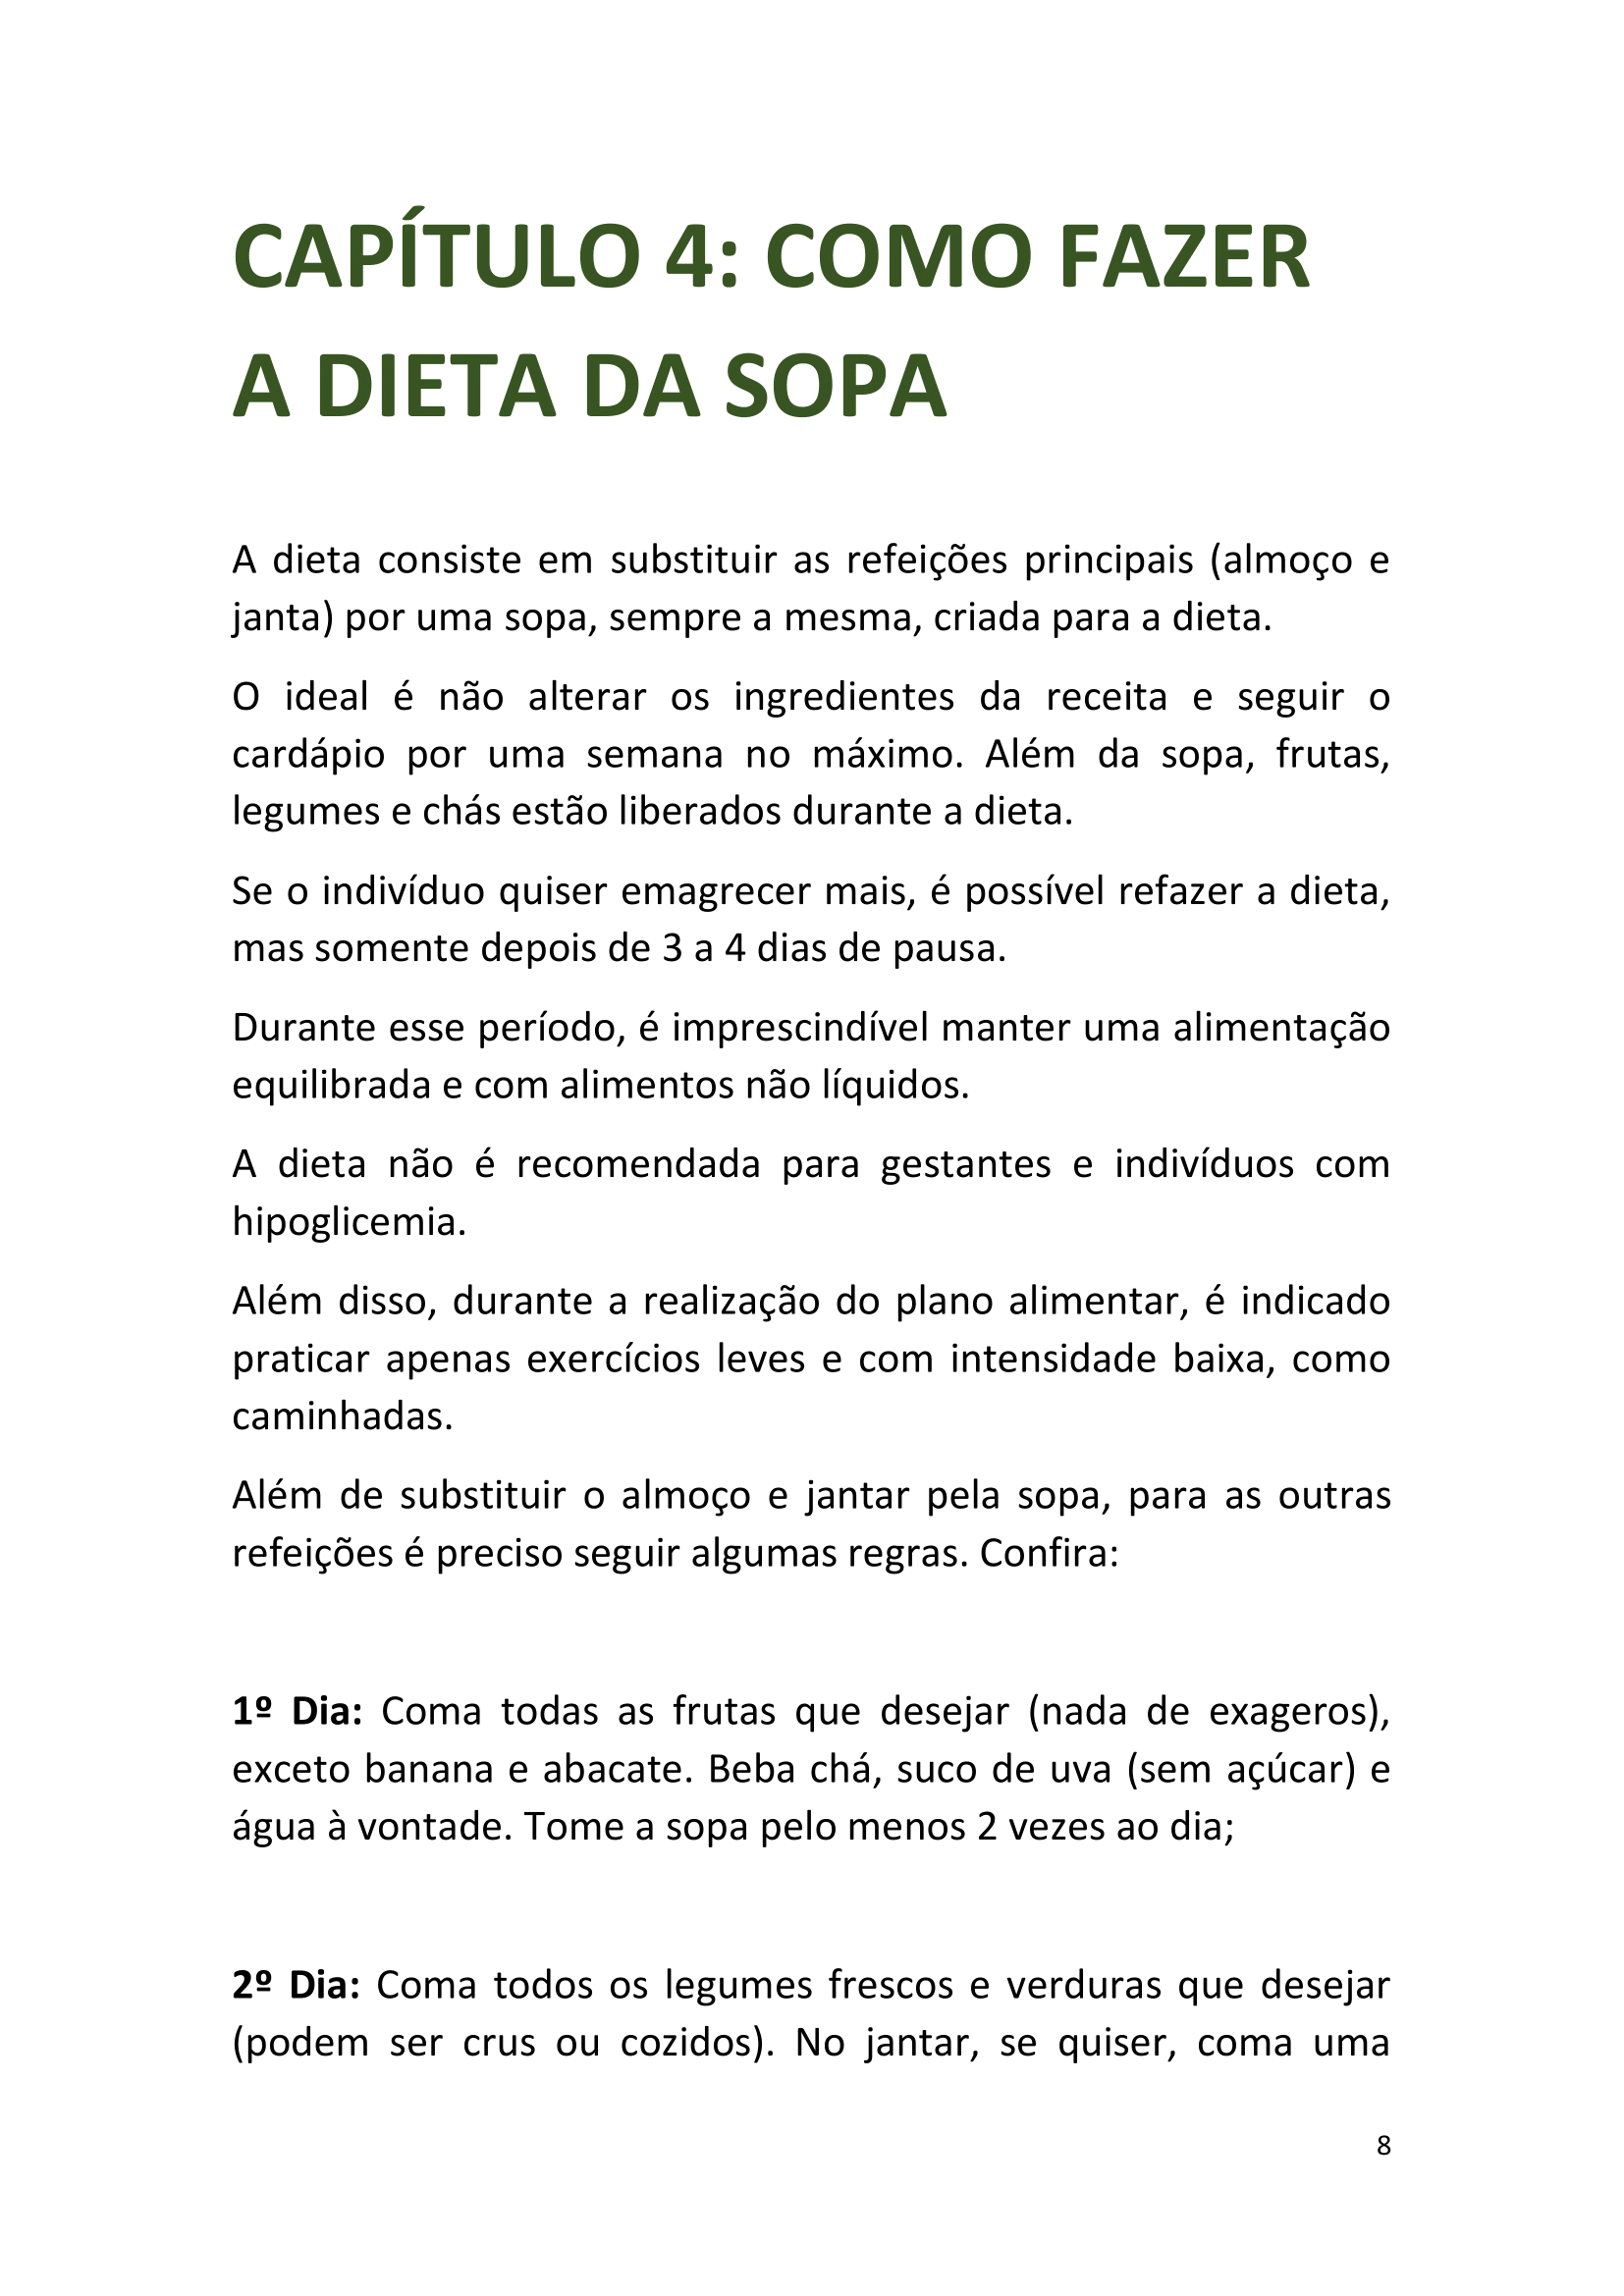 CAPÍTULO 4: COMO FAZER
A DIETA DA SOPA
A dieta consiste em substituir as refeições principais (almoço e
janta) por uma sopa, sempre a mesma, criada para a dieta.
O ideal é não alterar os ingredientes da receita e seguir o
cardápio por uma semana no máximo. Além da sopa, frutas,
legumes e chás estão liberados durante a dieta.
Se o indivíduo quiser emagrecer mais, é possível refazer a dieta,
mas somente depois de 3 a 4 dias de pausa.
Durante esse período, é imprescindível manter uma alimentação
equilibrada e com alimentos não líquidos.
A dieta não é recomendada para gestantes e indivíduos com
hipoglicemia.
Além disso, durante a realização do plano alimentar, é indicado
praticar apenas exercícios leves e com intensidade baixa, como
caminhadas.
Além de substituir o almoço e jantar pela sopa, para as outras
refeições é preciso seguir algumas regras. Confira:
1º Dia: Coma todas as frutas que desejar (nada de exageros),
exceto banana e abacate. Beba chá, suco de uva (sem açúcar) e
água à vontade. Tome a sopa pelo menos 2 vezes ao dia;
2º Dia: Coma todos os legumes frescos e verduras que desejar
(podem ser crus ou cozidos). No jantar, se quiser, coma uma
8